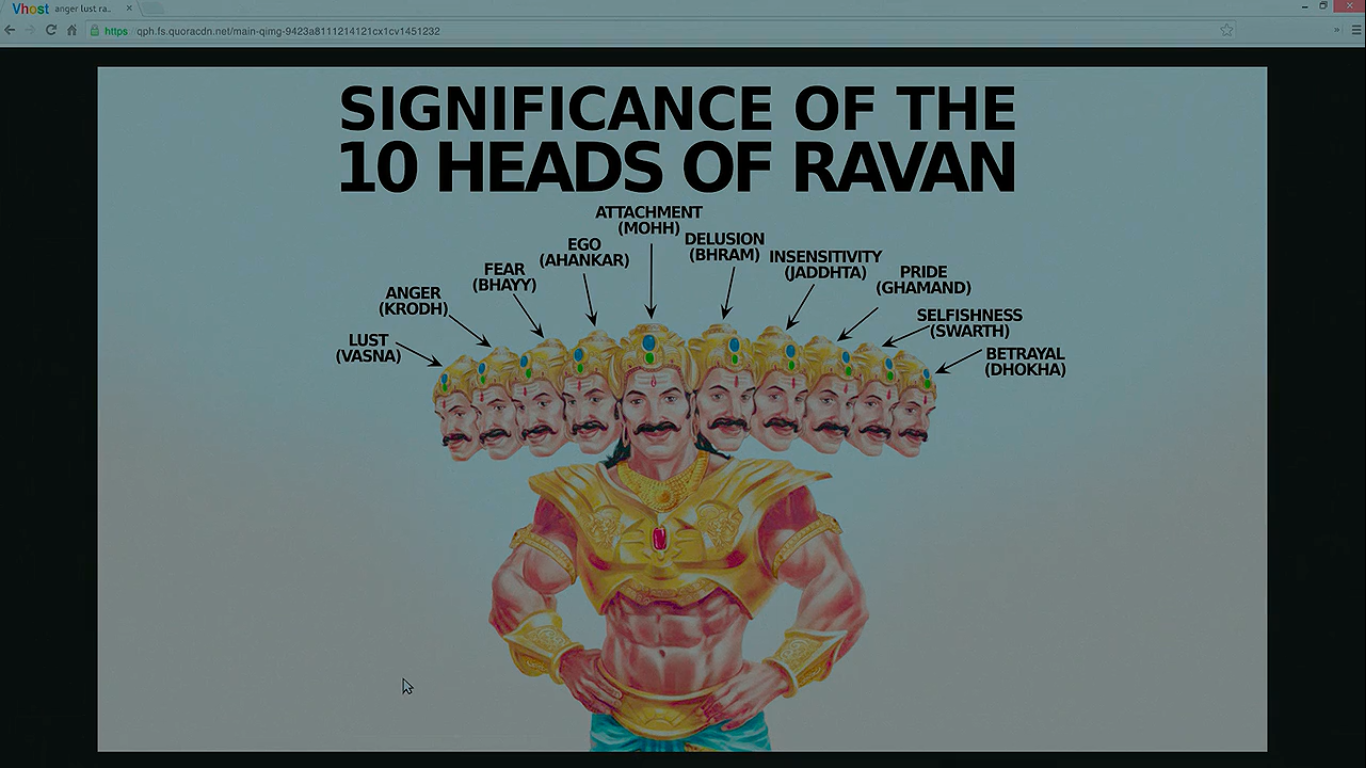 Vhost anger lust ra..
https qph.fs.quoracdn.net/main-qimg-9423a8111214121cx1cv1451232
SIGNIFICANCE OF THE
10 HEADS OF RAVAN
ATTACHMENT
(MOHH)
EGO
(AHANKAR)
DELUSION
(BHRAM)
FEAR
(BHAYY)
INSENSITIVITY
(JADDHTA)
ANGER
(KRODH)
PRIDE
(GHAMAND)
LUST
(VASNA)
SELFISHNESS
(SWARTH)
BETRAYAL
(DHOKHA)